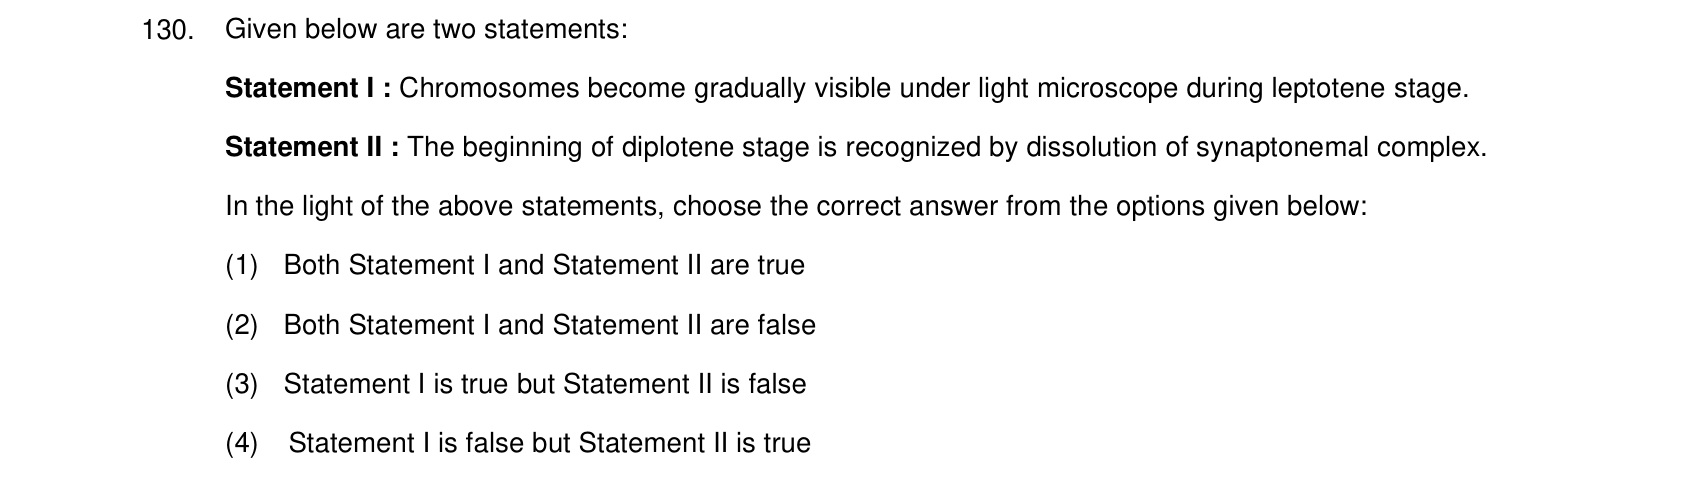 130. Given below are two statements:
Statement I : Chromosomes become gradually visible under light microscope during leptotene stage.
Statement II : The beginning of diplotene stage is recognized by dissolution of synaptonemal complex.
In the light of the above statements, choose the correct answer from the options given below:
(1) Both Statement I and Statement II are true
(2) Both Statement I and Statement II are false
(3) Statement I is true but Statement II is false
(4) Statement I is false but Statement II is true